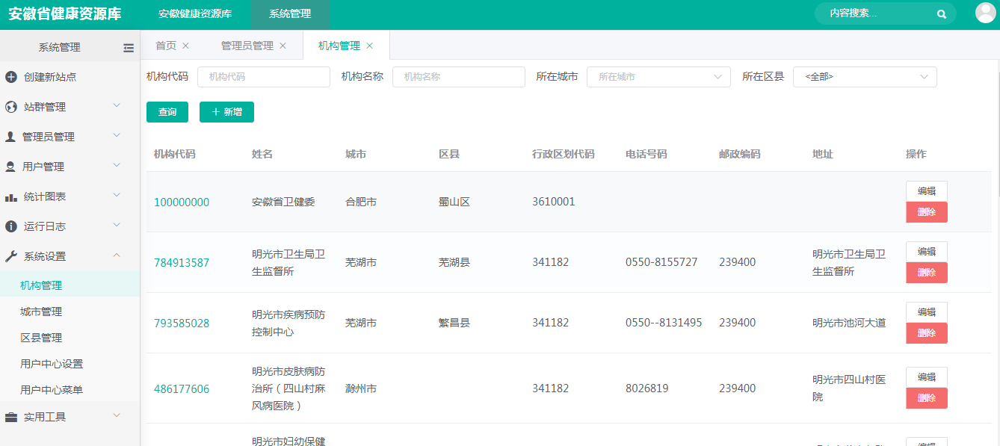 安徽省健康资源库
安徽健康资源库
系统管理
内容搜索...
系统管理
首页 ×
管理员管理 ×
机构管理 ×
创建新站点
站群管理
管理员管理
用户管理
统计图表
运行日志
系统设置
机构管理
城市管理
区县管理
用户中心设置
用户中心菜单
实用工具
机构代码 机构代码 机构名称 机构名称 所在城市 所在城市 所在区县 <全部>
查询 + 新增
机构代码 姓名 城市 区县 行政区划代码 电话号码 邮政编码 地址 操作
100000000 安徽省卫健委 合肥市 蜀山区 3610001 编辑
删除
784913587 明光市卫生局卫
生监督所 芜湖市 芜湖县 341182 0550-8155727 239400 明光市卫生局卫
生监督所 编辑
删除
793585028 明光市疾病预防
控制中心 芜湖市 繁昌县 341182 0550--8131495 239400 明光市池河大道 编辑
删除
486177606 明光市皮肤病防
治所（四山村麻
风病医院） 滁州市 341182 8026819 239400 明光市四山村医
院 编辑
删除
明光市妇幼保健